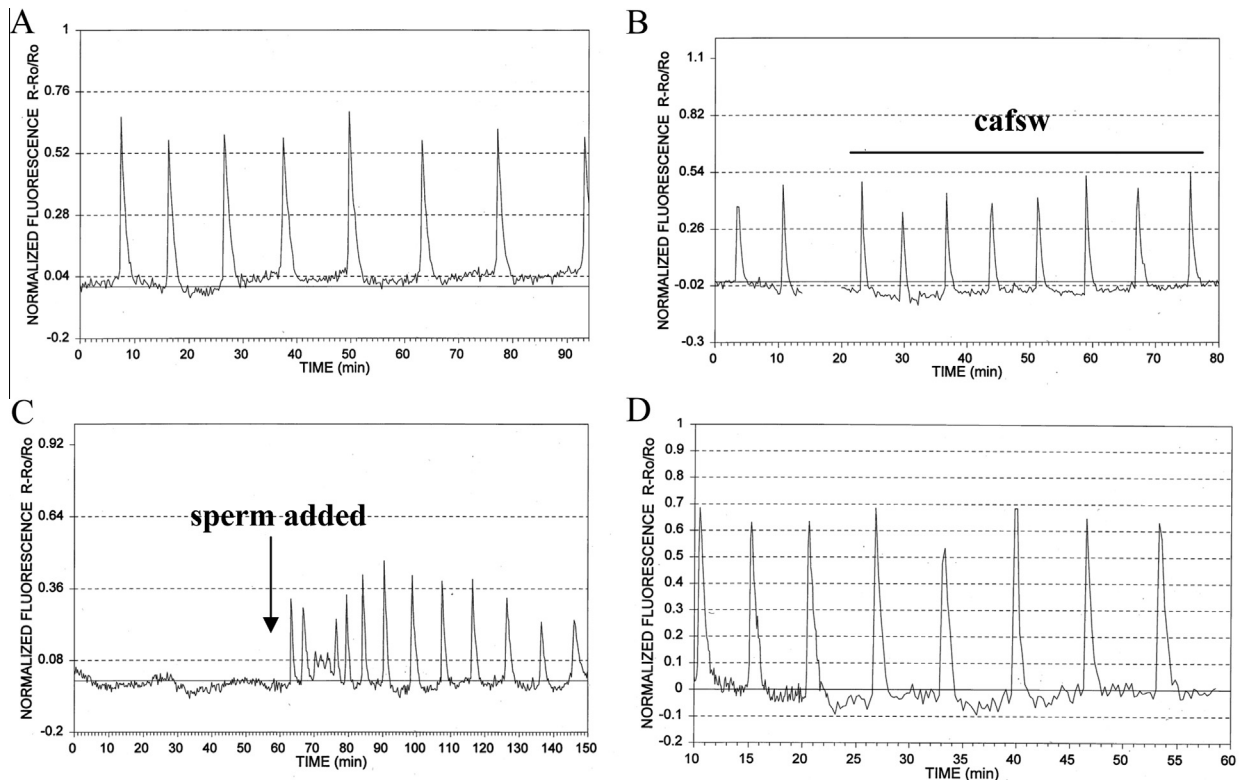 A
NORMALIZED FLUORESCENCE R-Ro/Ro
1
0.76
0.52
0.28
0.04
-0.2
0 10 20 30 40 50 60 70 80 90
TIME (min)
B
NORMALIZED FLUORESCENCE R-Ro/Ro
1.1
0.82
0.54
0.26
-0.02
-0.3
cafsw
0 10 20 30 40 50 60 70 80
TIME (min)
C
NORMALIZED FLUORESCENCE R-Ro/Ro
0.92
0.64
0.36
0.08
-0.2
sperm added
0 10 20 30 40 50 60 70 80 90 100 110 120 130 140 150
TIME (min)
D
NORMALIZED FLUORESCENCE R-Ro/Ro
1
0.9
0.8
0.7
0.6
0.5
0.4
0.3
0.2
0.1
0
-0.1
-0.2
10 15 20 25 30 35 40 45 50 55 60
TIME (min)